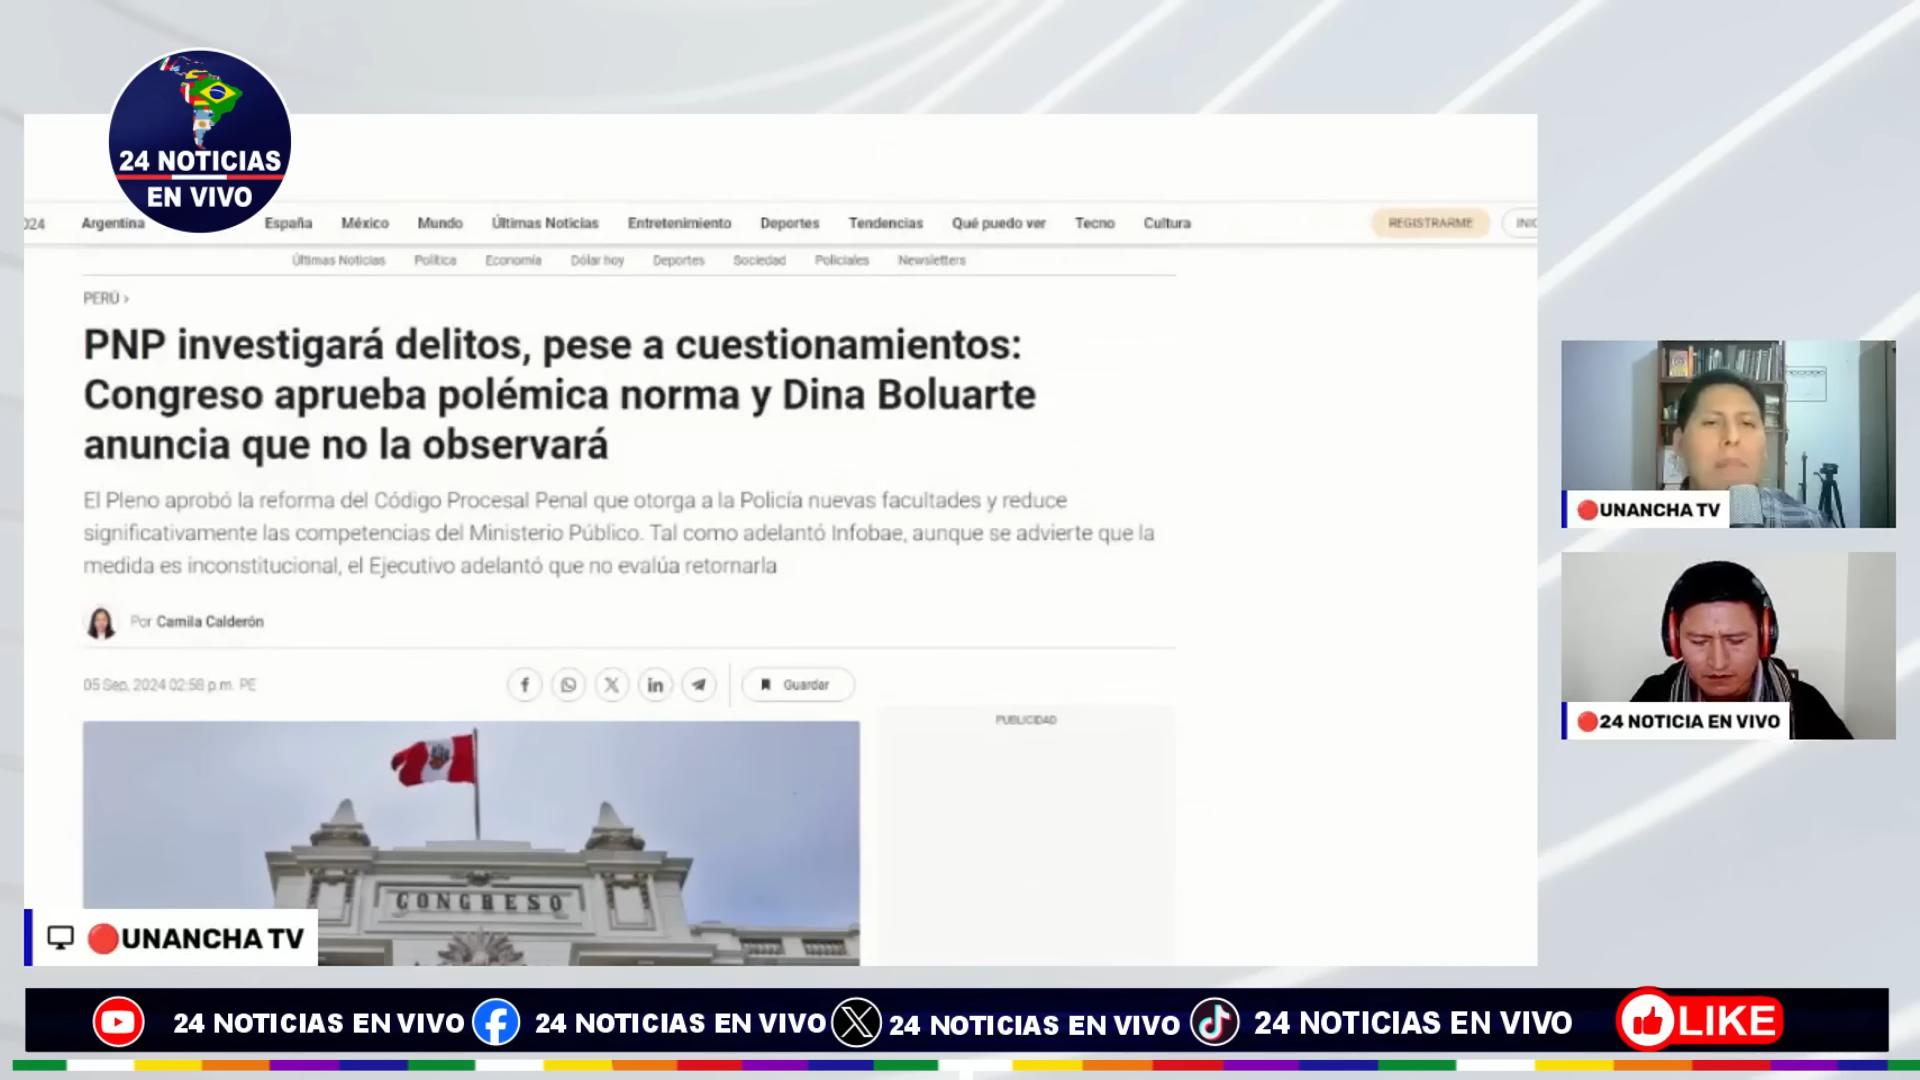 24 NOTICIAS
EN VIVO
024 Argentina España México Mundo Últimas Noticias Entretenimiento Deportes Tendencias Qué puedo ver Tecno Cultura REGISTRARME
Últimas Noticias Política Economía Dólar hoy Deportes Sociedad Policiales Newsletters
PERÚ >
PNP investigará delitos, pese a cuestionamientos:
Congreso aprueba polémica norma y Dina Boluarte
anuncia que no la observará
El Pleno aprobó la reforma del Código Procesal Penal que otorga a la Policía nuevas facultades y reduce
significativamente las competencias del Ministerio Público. Tal como adelantó Infobae, aunque se advierte que la
medida es inconstitucional, el Ejecutivo adelantó que no evalúa retornarla
Por Camila Calderón
05 Sep, 2024 02:58 p.m. PE
Guardar
PUBLICIDAD
CONGRESO
UNANCHA TV
UNANCHA TV
24 NOTICIA EN VIVO
24 NOTICIAS EN VIVO 24 NOTICIAS EN VIVO 24 NOTICIAS EN VIVO 24 NOTICIAS EN VIVO LIKE